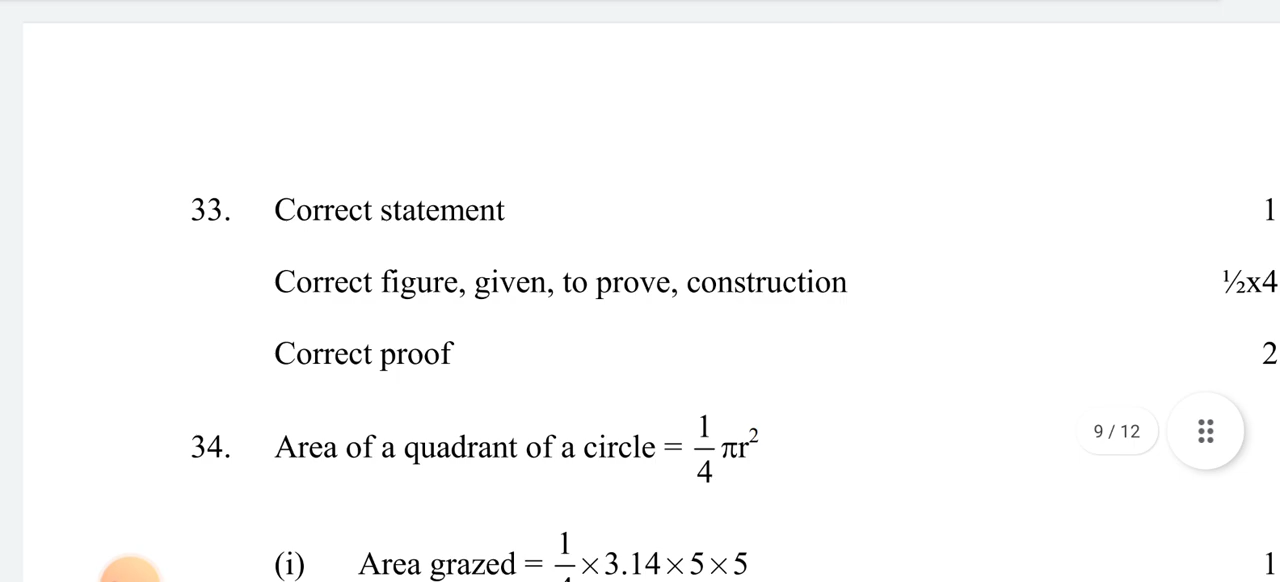 33. Correct statement 1
Correct figure, given, to prove, construction ½x4
Correct proof 2
34. Area of a quadrant of a circle = 1/4 πr²
9 / 12
(i) Area grazed = 1/4 ×3.14×5×5 1